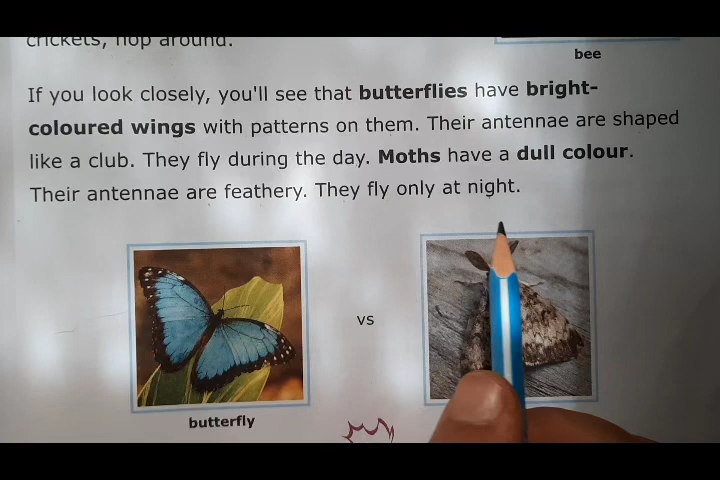 crickets, hop around.
bee
If you look closely, you'll see that butterflies have bright-
coloured wings with patterns on them. Their antennae are shaped
like a club. They fly during the day. Moths have a dull colour.
Their antennae are feathery. They fly only at night.
vs
butterfly